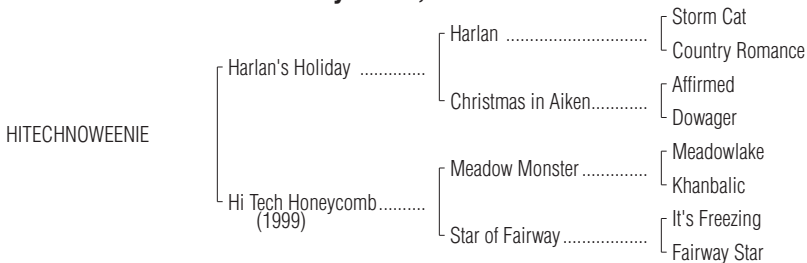 Storm Cat
Harlan ..............................
Country Romance
Harlan's Holiday ..............
Affirmed
Christmas in Aiken............
Dowager
HITECHNOWEENIE
Meadowlake
Meadow Monster ..............
Khanbalic
Hi Tech Honeycomb..........
(1999)
It's Freezing
Star of Fairway ..................
Fairway Star